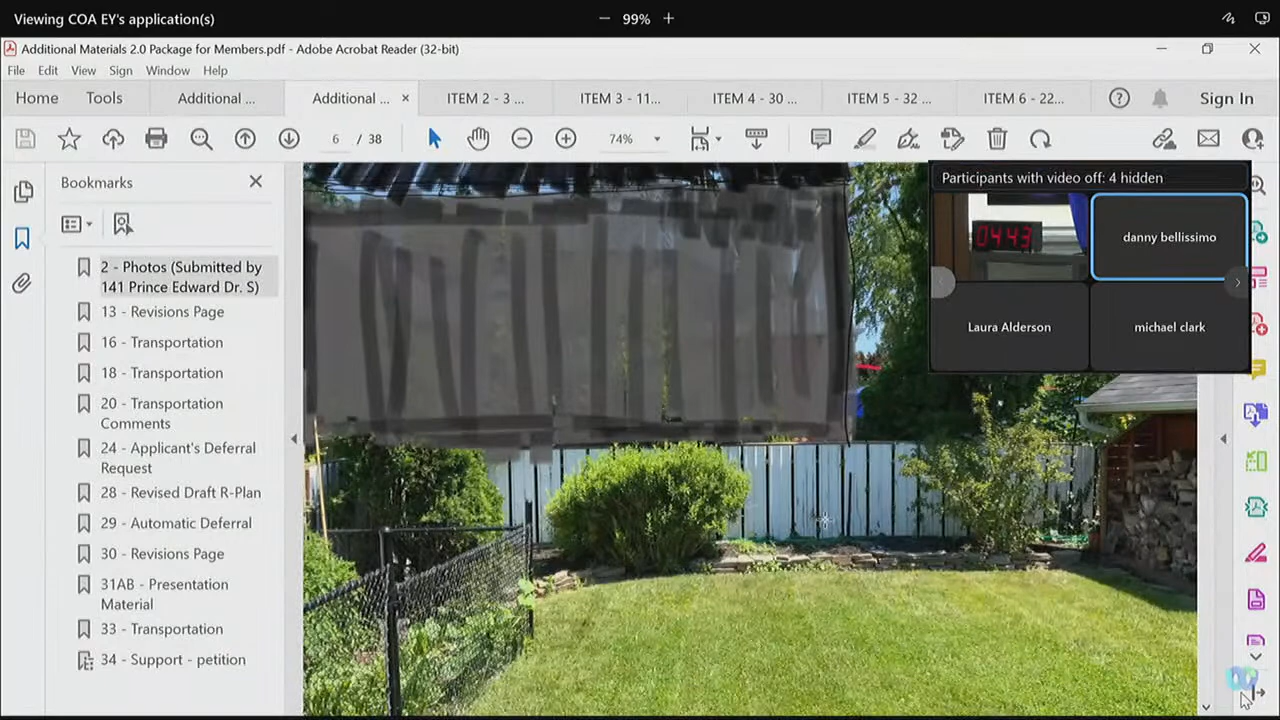 Viewing COA EY's application(s)
99%
Additional Materials 2.0 Package for Members.pdf - Adobe Acrobat Reader (32-bit)
File Edit View Sign Window Help
Home Tools Additional ... Additional ... ITEM 2 - 3 ... ITEM 3 - 11... ITEM 4 - 30 ... ITEM 5 - 32 ... ITEM 6 - 22... Sign In
6 / 38 74%
Participants with video off: 4 hidden
Bookmarks
0443
danny bellissimo
Laura Alderson
michael clark
2 - Photos (Submitted by
141 Prince Edward Dr. S)
13 - Revisions Page
16 - Transportation
18 - Transportation
20 - Transportation
Comments
24 - Applicant's Deferral
Request
28 - Revised Draft R-Plan
29 - Automatic Deferral
30 - Revisions Page
31AB - Presentation
Material
33 - Transportation
34 - Support - petition